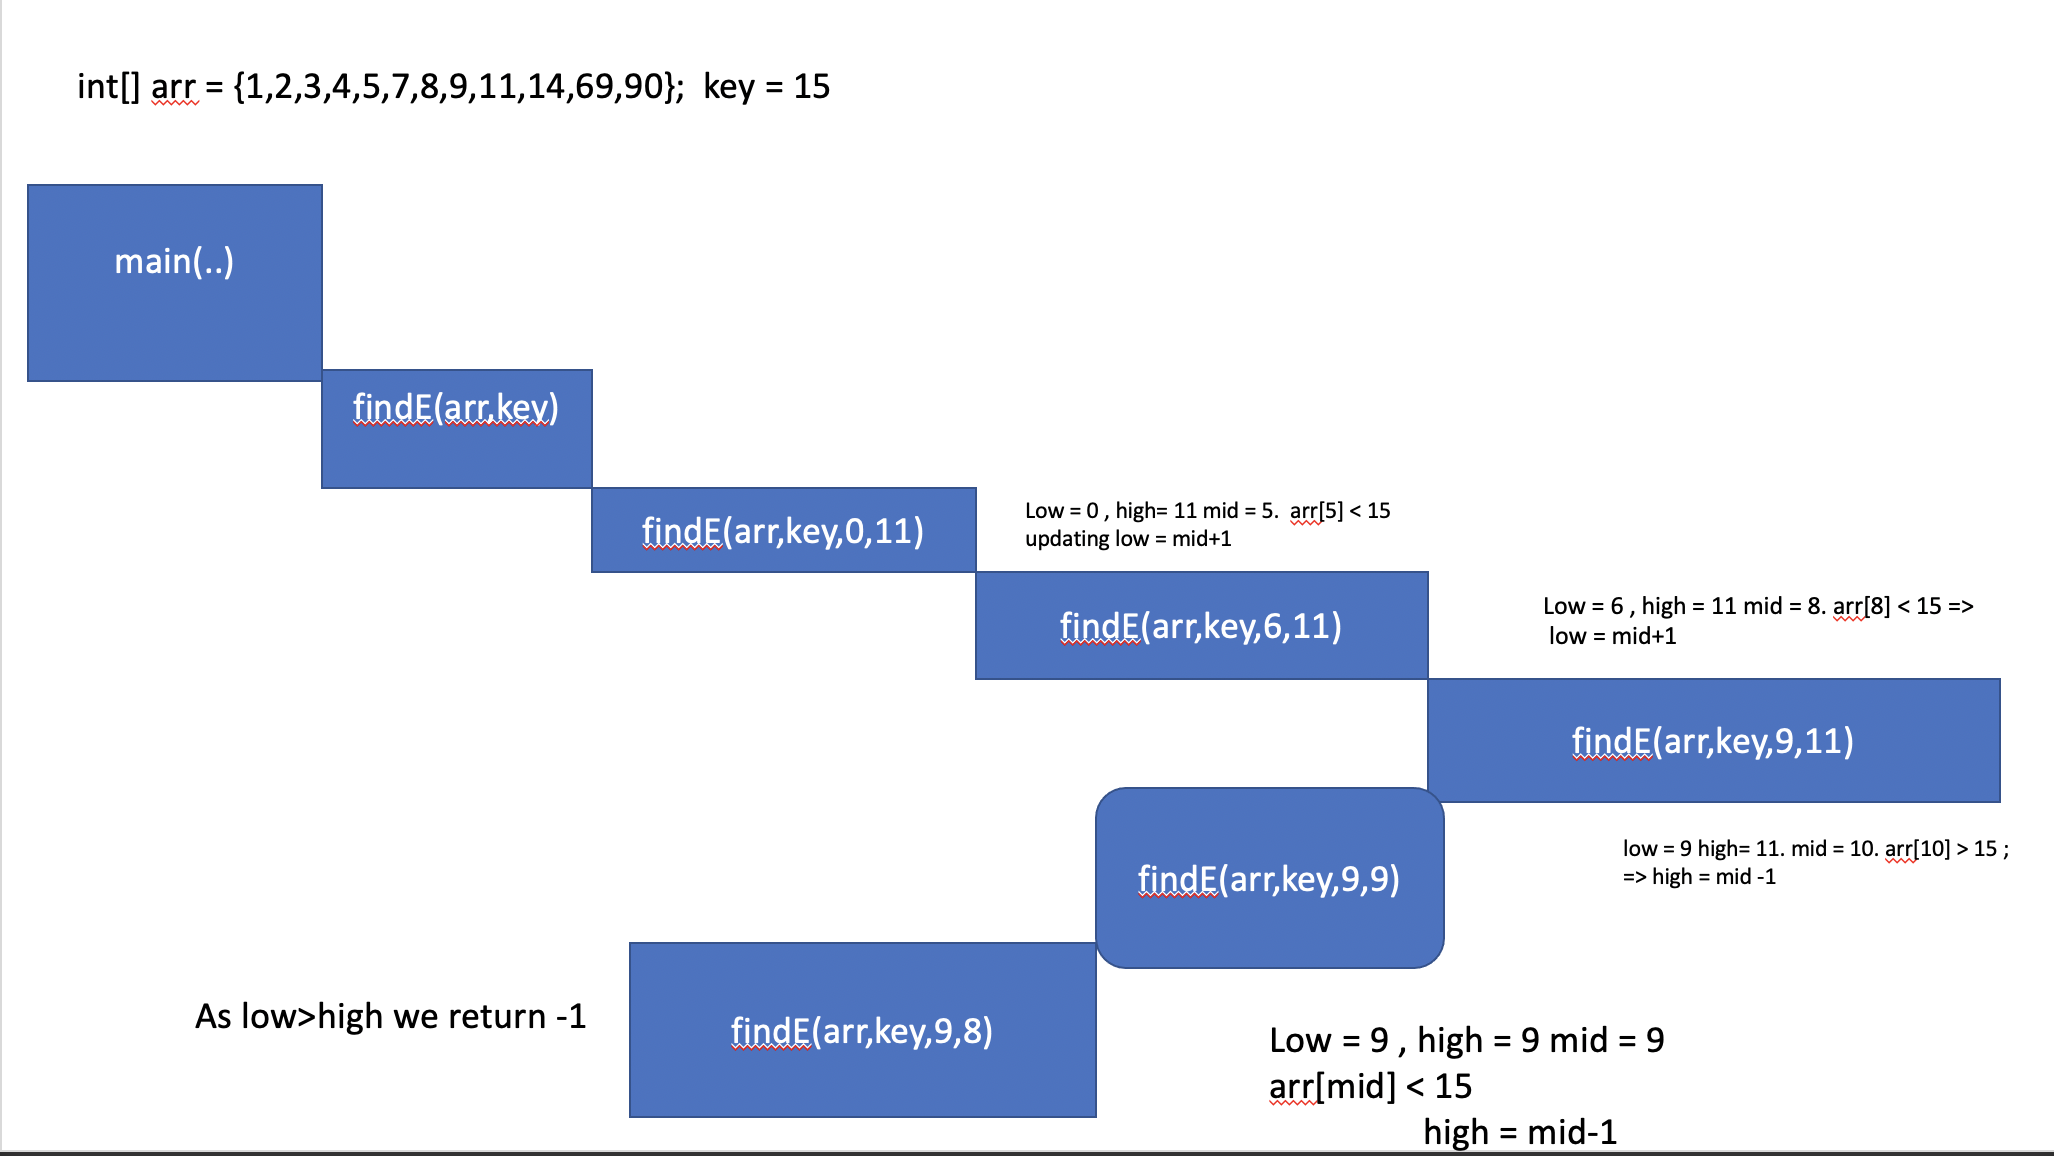 int[] arr = {1,2,3,4,5,7,8,9,11,14,69,90};  key = 15
main(..)
findE(arr,key)
findE(arr,key,0,11)
Low = 0 , high= 11 mid = 5.  arr[5] < 15
updating low = mid+1
findE(arr,key,6,11)
Low = 6 , high = 11 mid = 8. arr[8] < 15 =>
low = mid+1
findE(arr,key,9,11)
low = 9 high= 11. mid = 10. arr[10] > 15 ;
=> high = mid -1
findE(arr,key,9,9)
Low = 9 , high = 9 mid = 9
arr[mid] < 15
high = mid-1
findE(arr,key,9,8)
As low>high we return -1